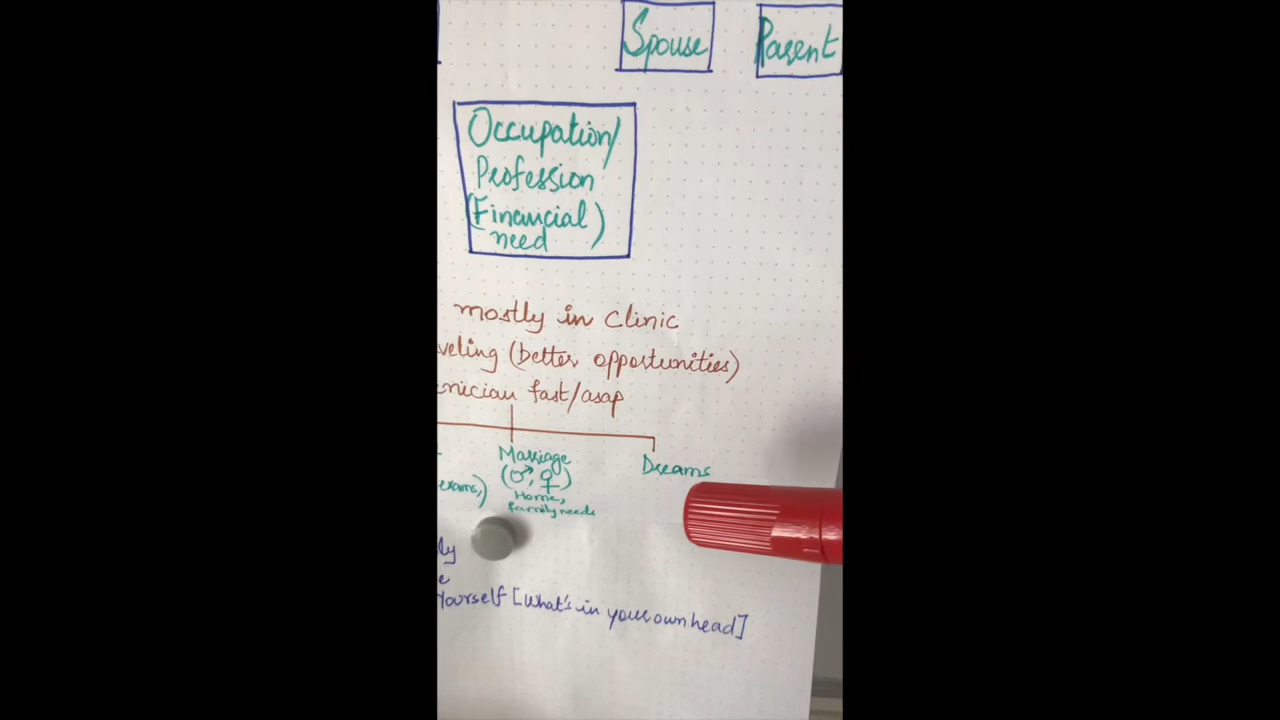 Spouse
Parent
Occupation/
Profession
(Financial)
need
mostly in clinic
veling (better opportunities)
nician fast/asap
Marriage
Dreams
(♂, ♀)
exams,)
Home,
family needs
ly
e
Yourself [What's in your own head]